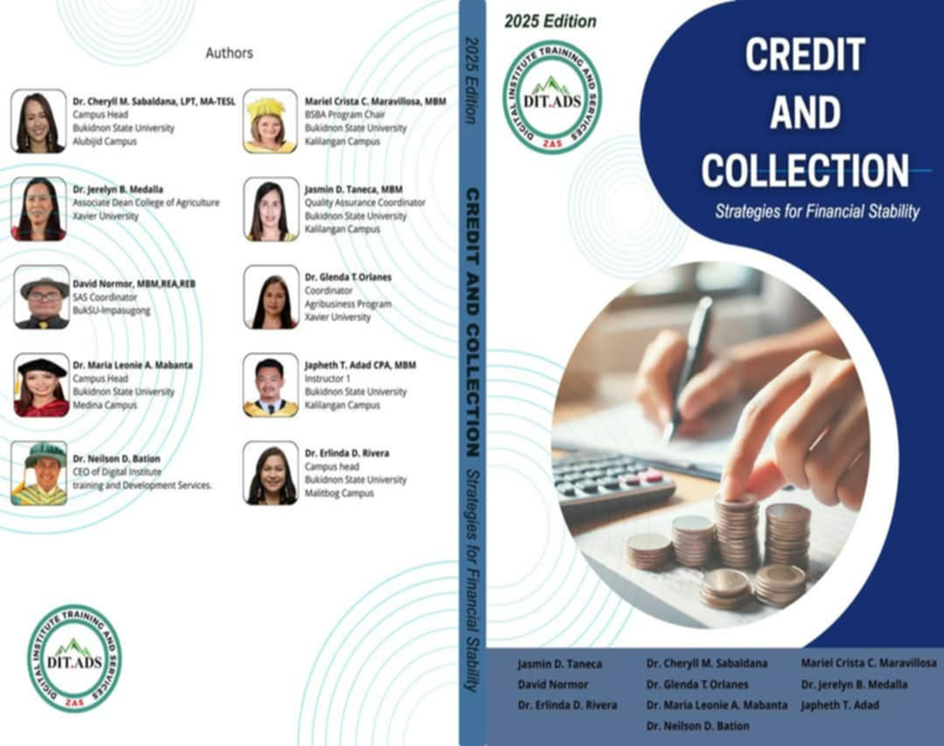 Authors
Dr. Cheryll M. Sabaldana, LPT, MA-TESL
Campus Head
Bukidnon State University
Alubijid Campus
Mariel Crista C. Maravillosa, MBM
BSBA Program Chair
Bukidnon State University
Kalilangan Campus
Dr. Jerelyn B. Medalla
Associate Dean College of Agriculture
Xavier University
Jasmin D. Taneca, MBM
Quality Assurance Coordinator
Bukidnon State University
Kalilangan Campus
David Normor, MBM,REA,REB
SAS Coordinator
BukSU-Impasugong
Dr. Glenda T Orlanes
Coordinator
Agribusiness Program
Xavier University
Dr. Maria Leonie A. Mabanta
Campus Head
Bukidnon State University
Medina Campus
Japheth T. Adad CPA, MBM
Instructor 1
Bukidnon State University
Kalilangan Campus
Dr. Neilson D. Bation
CEO of Digital Institute
training and Development Services.
Dr. Erlinda D. Rivera
Campus head
Bukidnon State University
Malitbog Campus
DIGITAL INSTITUTE TRAINING AND SERVICES
DIT.ADS
ZAS
2025 Edition CREDIT AND COLLECTION Strategies for Financial Stability
2025 Edition
DIGITAL INSTITUTE TRAINING AND SERVICES
DIT.ADS
ZAS
CREDIT
AND
COLLECTION
Strategies for Financial Stability
Jasmin D. Taneca
David Normor
Dr. Erlinda D. Rivera
Dr. Cheryll M. Sabaldana
Dr. Glenda T Orlanes
Dr. Maria Leonie A. Mabanta
Dr. Neilson D. Bation
Mariel Crista C. Maravillosa
Dr. Jerelyn B. Medalla
Japheth T. Adad